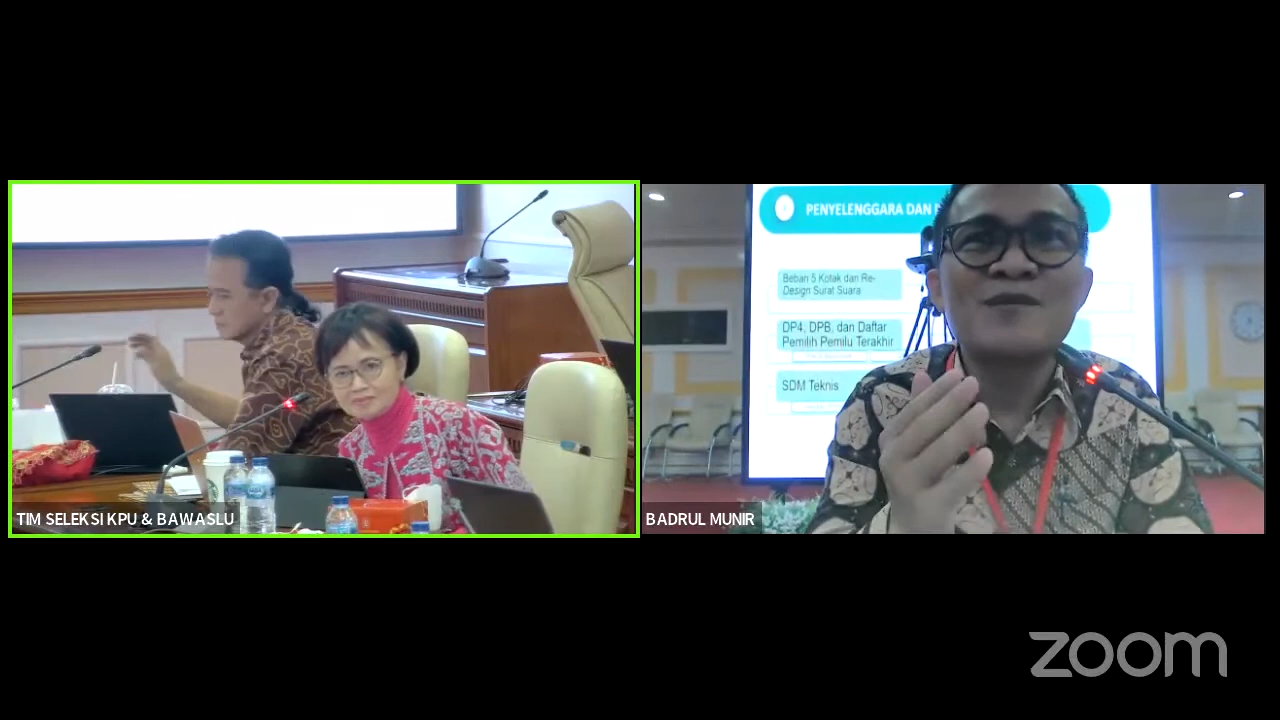 PENYELENGGARA DAN
Beban 5 Kotak dan Re-
Design Surat Suara
DP4, DPB, dan Daftar
Pemilih Pemilu Terakhir
SDM Teknis
TIM SELEKSI KPU & BAWASLU
BADRUL MUNIR
zoom